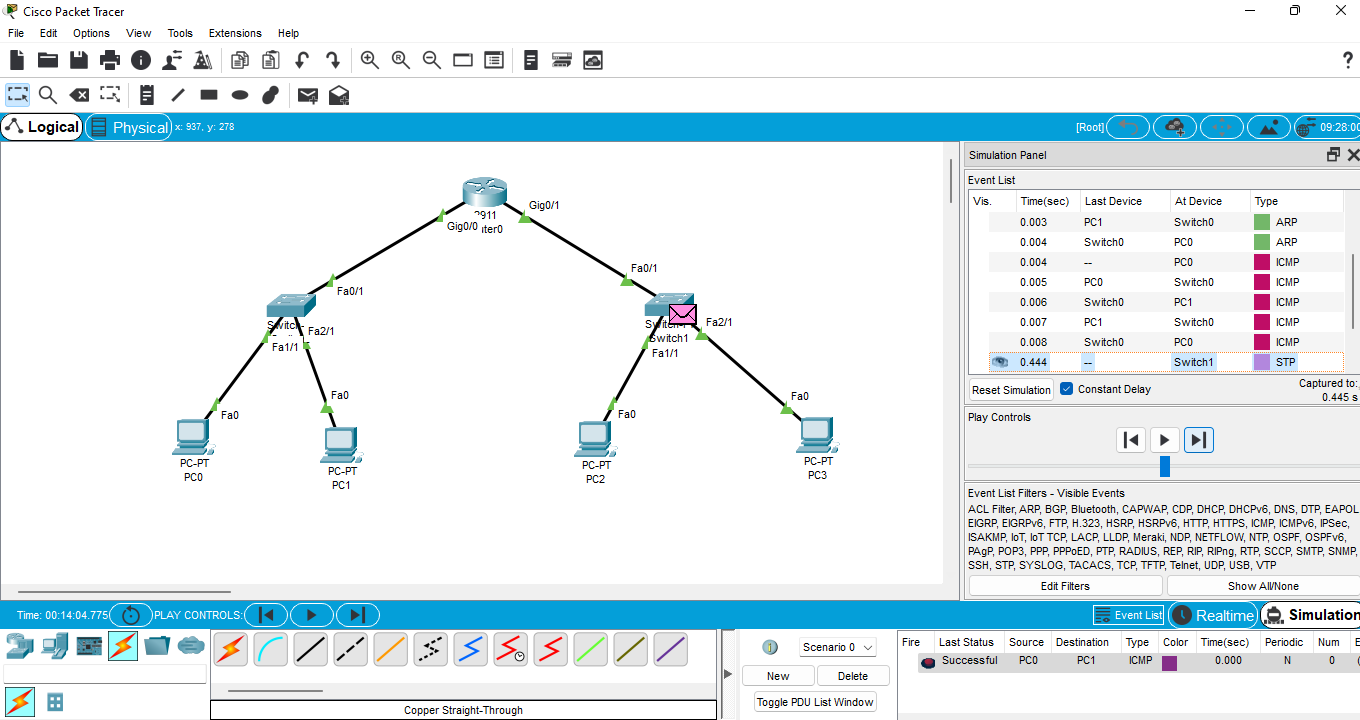 Cisco Packet Tracer
File Edit Options View Tools Extensions Help
Logical Physical x: 937, y: 278 [Root] 09:28:00
Simulation Panel
Event List
Vis. Time(sec) Last Device At Device Type
0.003 PC1 Switch0 ARP
0.004 Switch0 PC0 ARP
0.004 -- PC0 ICMP
0.005 PC0 Switch0 ICMP
0.006 Switch0 PC1 ICMP
0.007 PC1 Switch0 ICMP
0.008 Switch0 PC0 ICMP
0.444 -- Switch1 STP
Reset Simulation Constant Delay Captured to:
0.445 s
Play Controls
Event List Filters - Visible Events
ACL Filter, ARP, BGP, Bluetooth, CAPWAP, CDP, DHCP, DHCPv6, DNS, DTP, EAPOL
EIGRP, EIGRPv6, FTP, H.323, HSRP, HSRPv6, HTTP, HTTPS, ICMP, ICMPv6, IPSec,
ISAKMP, IoT, IoT TCP, LACP, LLDP, Meraki, NDP, NETFLOW, NTP, OSPF, OSPFv6,
PAgP, POP3, PPP, PPPoED, PTP, RADIUS, REP, RIP, RIPng, RTP, SCCP, SMTP, SNMP,
SSH, STP, SYSLOG, TACACS, TCP, TFTP, Telnet, UDP, USB, VTP
Edit Filters Show All/None
Gig0/1
Gig0/0
Fa0/1
Fa0/1
Fa2/1
Fa1/1
Fa2/1
Switch1
Fa1/1
Fa0
Fa0
Fa0
Fa0
PC-PT
PC0
PC-PT
PC1
PC-PT
PC2
PC-PT
PC3
Time: 00:14:04.775 PLAY CONTROLS: Event List Realtime Simulation
Copper Straight-Through
Scenario 0
New Delete
Toggle PDU List Window
Fire Last Status Source Destination Type Color Time(sec) Periodic Num
Successful PC0 PC1 ICMP 0.000 N 0